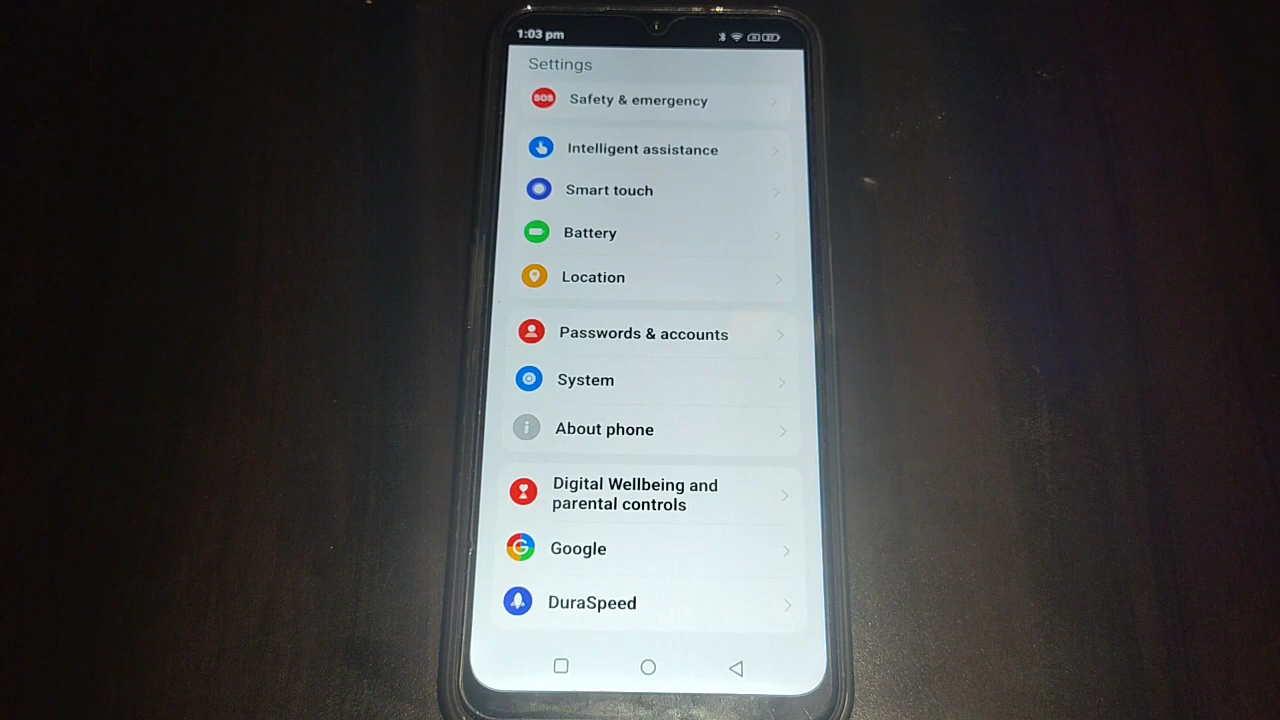 1:03 pm
Settings
SOS Safety & emergency
Intelligent assistance
Smart touch
Battery
Location
Passwords & accounts
System
About phone
Digital Wellbeing and
parental controls
Google
DuraSpeed